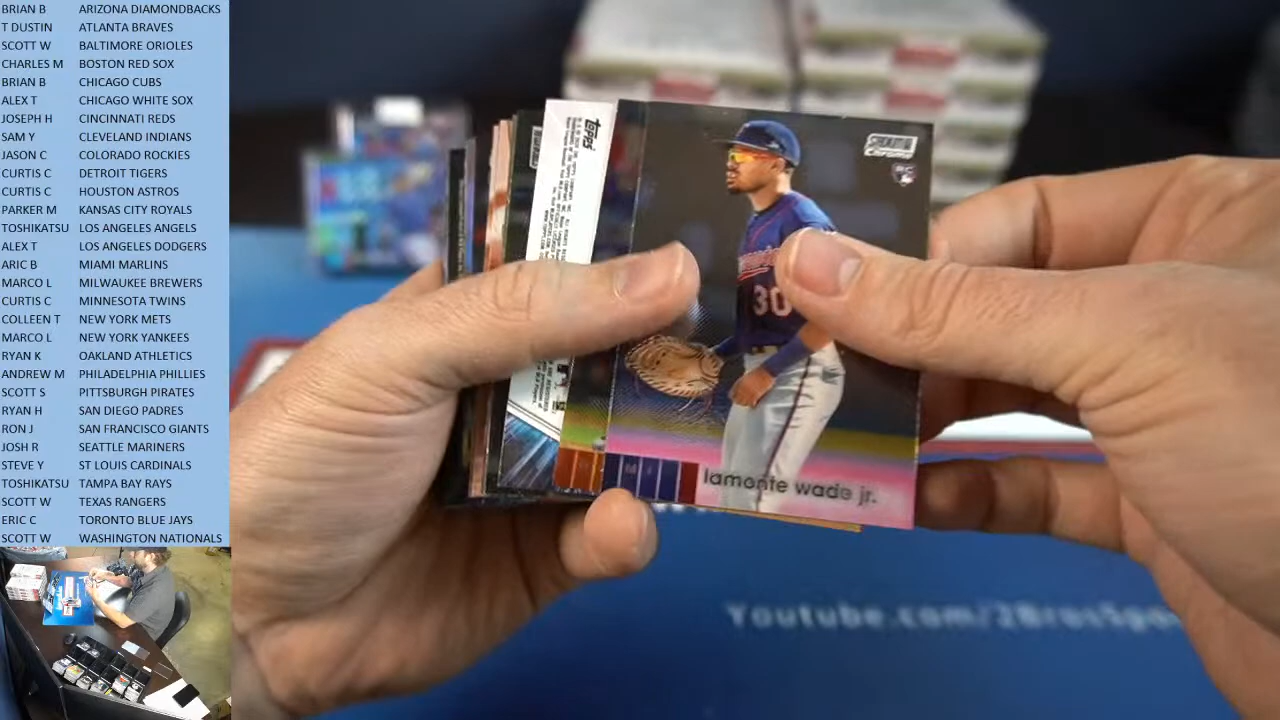 BRIAN B ARIZONA DIAMONDBACKS
T DUSTIN ATLANTA BRAVES
SCOTT W BALTIMORE ORIOLES
CHARLES M BOSTON RED SOX
BRIAN B CHICAGO CUBS
ALEX T CHICAGO WHITE SOX
JOSEPH H CINCINNATI REDS
SAM Y CLEVELAND INDIANS
JASON C COLORADO ROCKIES
CURTIS C DETROIT TIGERS
CURTIS C HOUSTON ASTROS
PARKER M KANSAS CITY ROYALS
TOSHIKATSU LOS ANGELES ANGELS
ALEX T LOS ANGELES DODGERS
ARIC B MIAMI MARLINS
MARCO L MILWAUKEE BREWERS
CURTIS C MINNESOTA TWINS
COLLEEN T NEW YORK METS
MARCO L NEW YORK YANKEES
RYAN K OAKLAND ATHLETICS
ANDREW M PHILADELPHIA PHILLIES
SCOTT S PITTSBURGH PIRATES
RYAN H SAN DIEGO PADRES
RON J SAN FRANCISCO GIANTS
JOSH R SEATTLE MARINERS
STEVE Y ST LOUIS CARDINALS
TOSHIKATSU TAMPA BAY RAYS
SCOTT W TEXAS RANGERS
ERIC C TORONTO BLUE JAYS
SCOTT W WASHINGTON NATIONALS
topps
30
MIN
lamonte wade jr.
Youtube.com/2BrosSpo